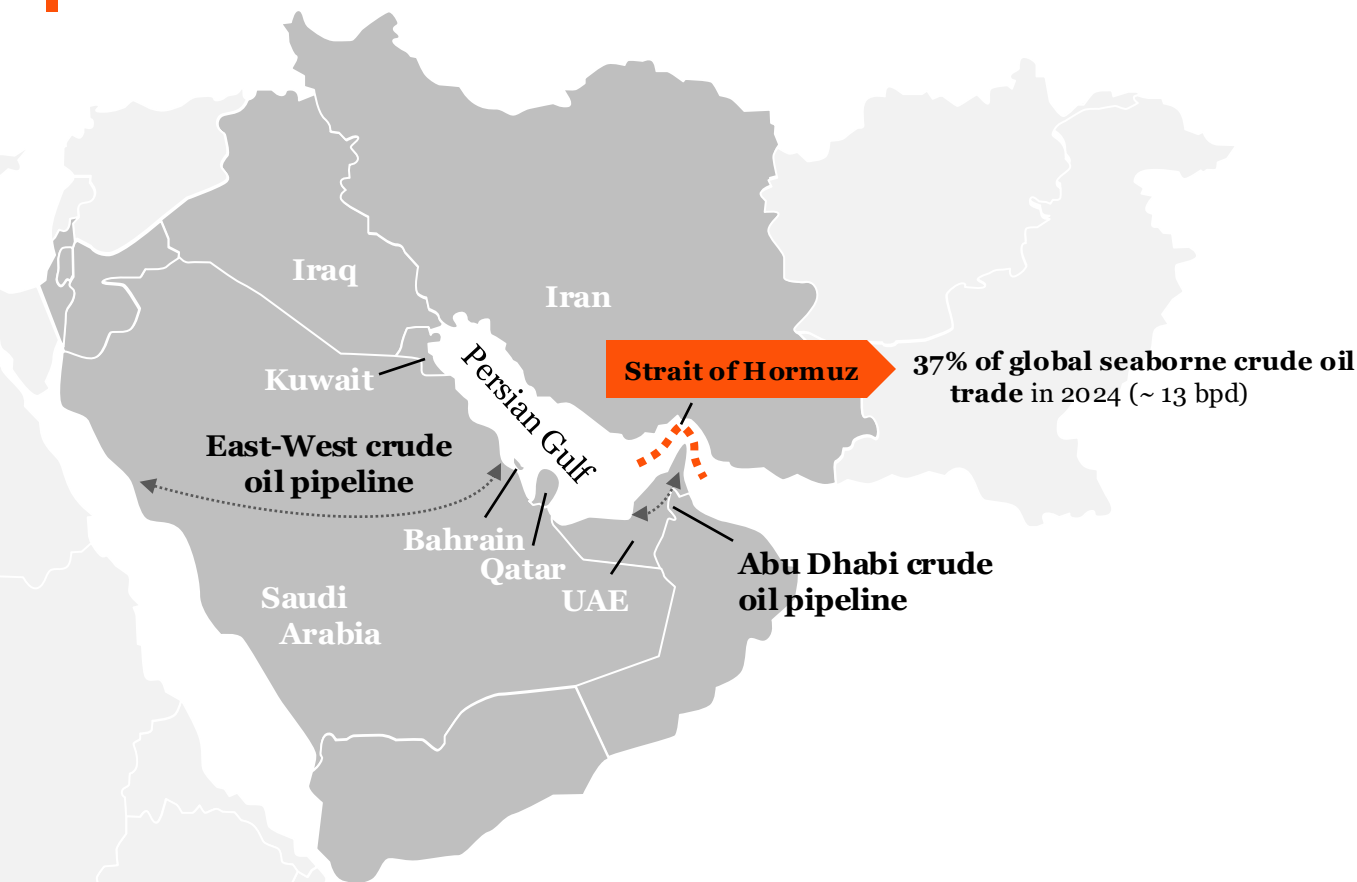 Iraq
Iran
Persian Gulf
Strait of Hormuz
37% of global seaborne crude oil
trade in 2024 (~ 13 bpd)
Kuwait
East-West crude
oil pipeline
Bahrain
Qatar
Abu Dhabi crude
oil pipeline
UAE
Saudi
Arabia